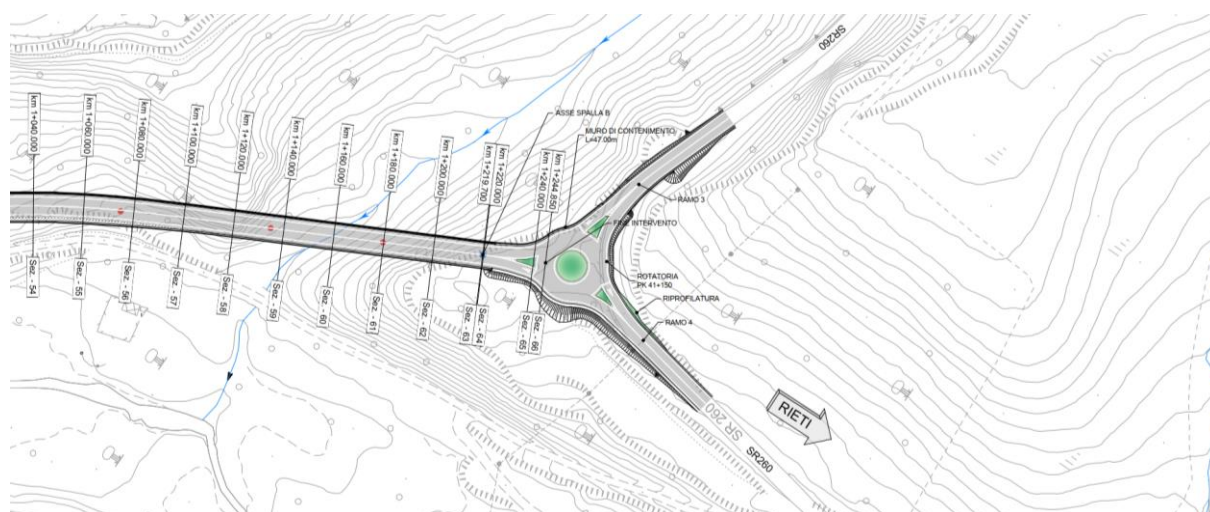 km 1+040.000
km 1+060.000
km 1+080.000
km 1+100.000
km 1+120.000
km 1+140.000
km 1+160.000
km 1+180.000
km 1+200.000
km 1+219.700
km 1+220.000
km 1+240.000
km 1+244.850
Sez. - 54
Sez. - 55
Sez. - 56
Sez. - 57
Sez. - 58
Sez. - 59
Sez. - 60
Sez. - 61
Sez. - 62
Sez. - 63
Sez. - 64
Sez. - 65
Sez. - 66
SR260
ASSE SPALLA B
MURO DI CONTENIMENTO
L=47.00m
RAMO 3
FINE INTERVENTO
ROTATORIA
PK 41+150
RIPROFILATURA
RAMO 4
RIETI
SR 260
SR260